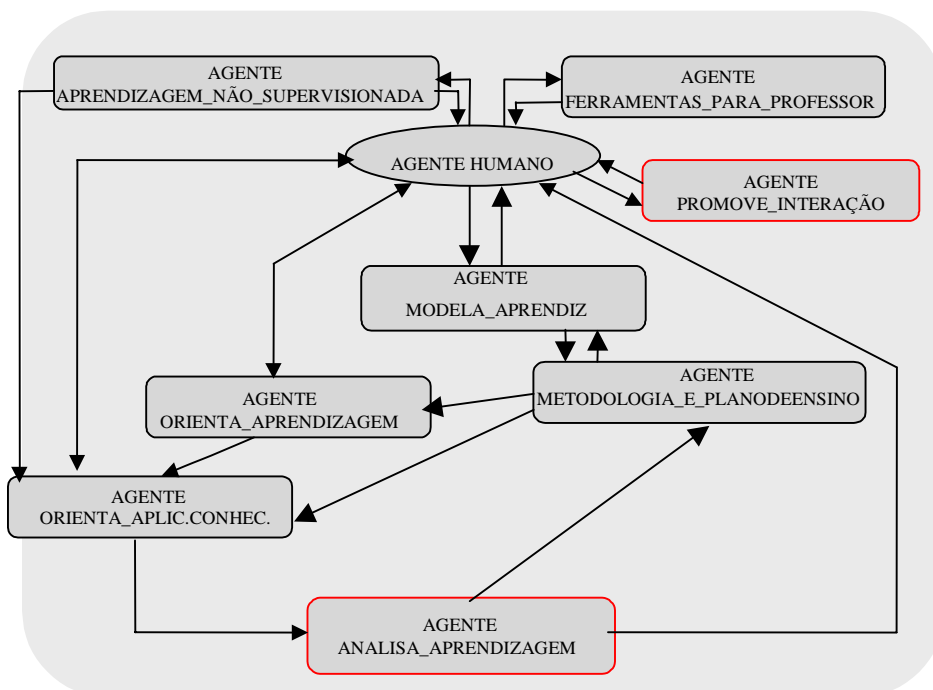 AGENTE
APRENDIZAGEM_NÃO_SUPERVISIONADA
AGENTE
FERRAMENTAS_PARA_PROFESSOR
AGENTE HUMANO
AGENTE
PROMOVE_INTERAÇÃO
AGENTE
MODELA_APRENDIZ
AGENTE
METODOLOGIA_E_PLANODEENSINO
AGENTE
ORIENTA_APRENDIZAGEM
AGENTE
ORIENTA_APLIC.CONHEC.
AGENTE
ANALISA_APRENDIZAGEM